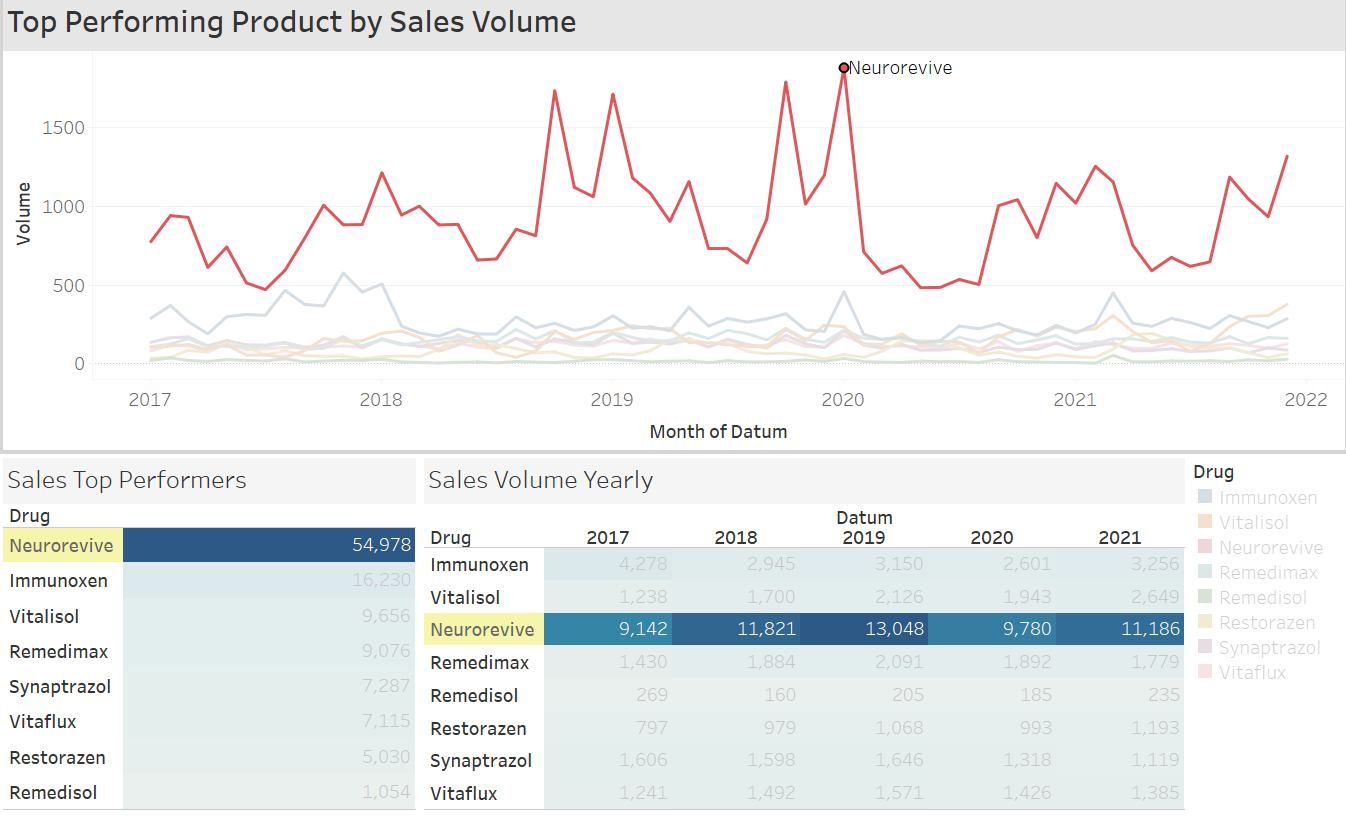 Top Performing Product by Sales Volume
Neurorevive
1500
1000
500
0
Volume
2017 2018 2019 2020 2021 2022
Month of Datum
Sales Top Performers
Drug
Neurorevive 54,978
Immunoxen 16,230
Vitalisol 9,656
Remedimax 9,076
Synaptrazol 7,287
Vitaflux 7,115
Restorazen 5,030
Remedisol 1,054
Sales Volume Yearly
Datum
Drug 2017 2018 2019 2020 2021
Immunoxen 4,278 2,945 3,150 2,601 3,256
Vitalisol 1,238 1,700 2,126 1,943 2,649
Neurorevive 9,142 11,821 13,048 9,780 11,186
Remedimax 1,430 1,884 2,091 1,892 1,779
Remedisol 269 160 205 185 235
Restorazen 797 979 1,068 993 1,193
Synaptrazol 1,606 1,598 1,646 1,318 1,119
Vitaflux 1,241 1,492 1,571 1,426 1,385
Drug
Immunoxen
Vitalisol
Neurorevive
Remedimax
Remedisol
Restorazen
Synaptrazol
Vitaflux